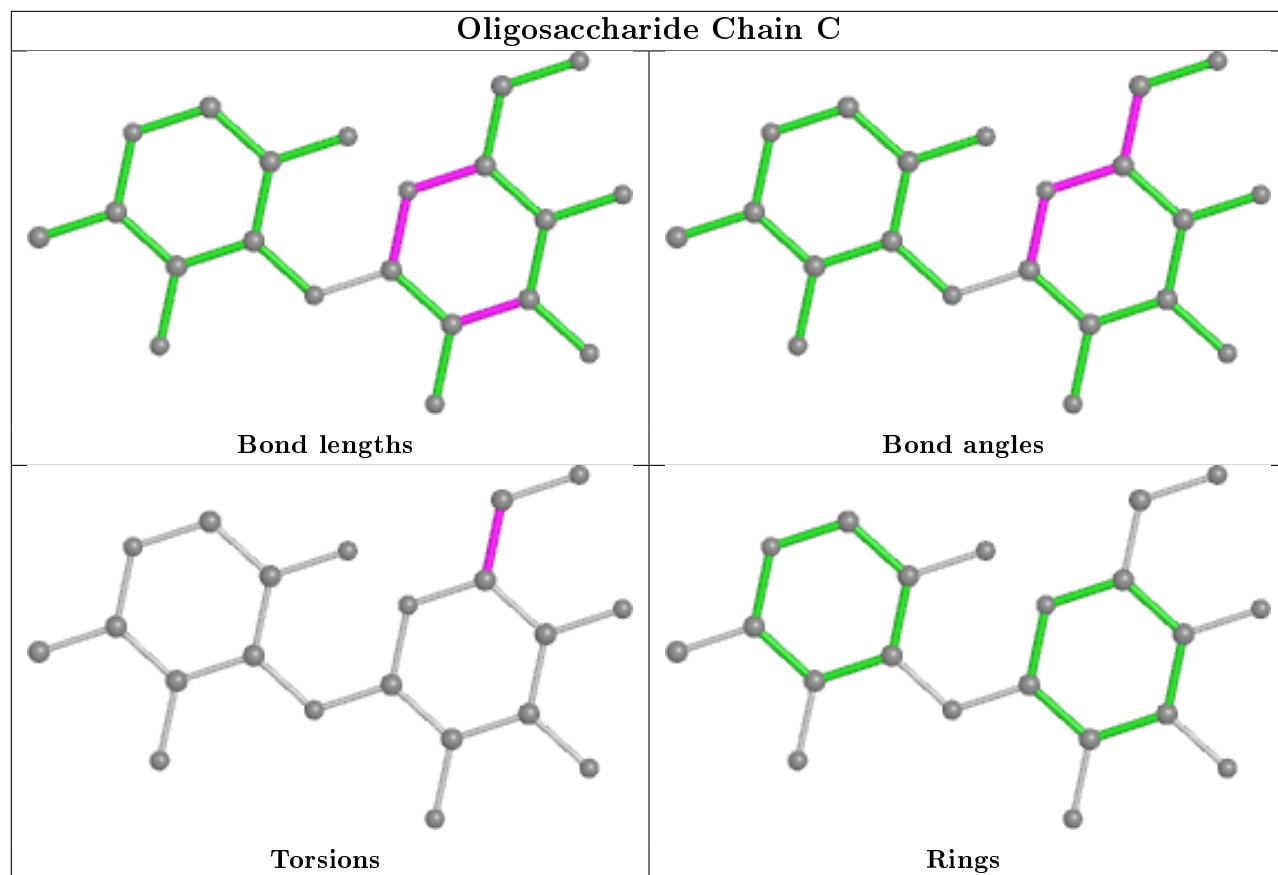 Oligosaccharide Chain C
Bond lengths
Bond angles
Torsions
Rings